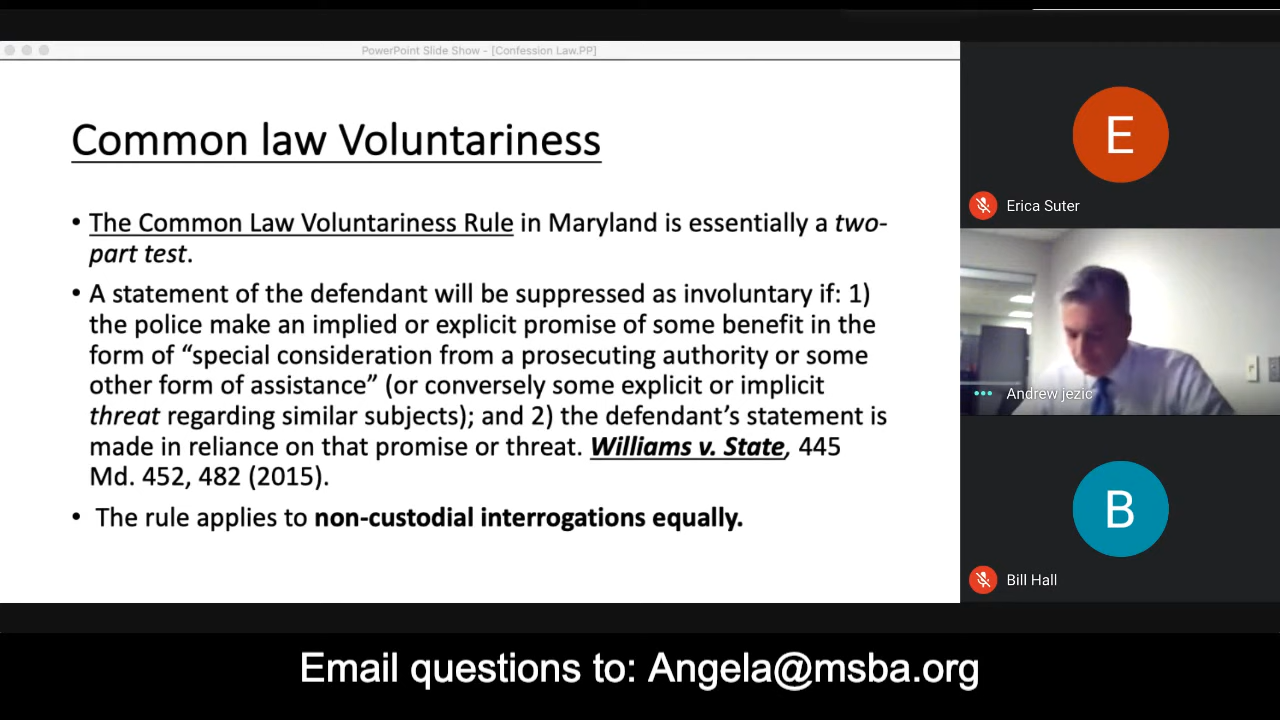 PowerPoint Slide Show - [Confession Law.PP]
Common law Voluntariness
• The Common Law Voluntariness Rule in Maryland is essentially a two-
part test.
• A statement of the defendant will be suppressed as involuntary if: 1)
the police make an implied or explicit promise of some benefit in the
form of “special consideration from a prosecuting authority or some
other form of assistance” (or conversely some explicit or implicit
threat regarding similar subjects); and 2) the defendant’s statement is
made in reliance on that promise or threat. Williams v. State, 445
Md. 452, 482 (2015).
• The rule applies to non-custodial interrogations equally.
E
Erica Suter
Andrew jezic
B
Bill Hall
Email questions to: Angela@msba.org